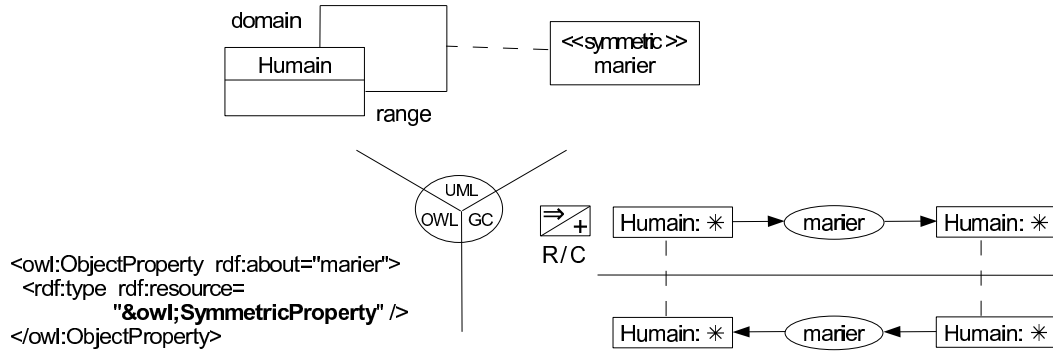 domain
Humain
<<symmetric>>
marier
range
UML
OWL GC
⇒
+
R/C
Humain: ✳ marier Humain: ✳
Humain: ✳ marier Humain: ✳
<owl:ObjectProperty rdf:about="marier">
<rdf:type rdf:resource=
"&owl;SymmetricProperty" />
</owl:ObjectProperty>